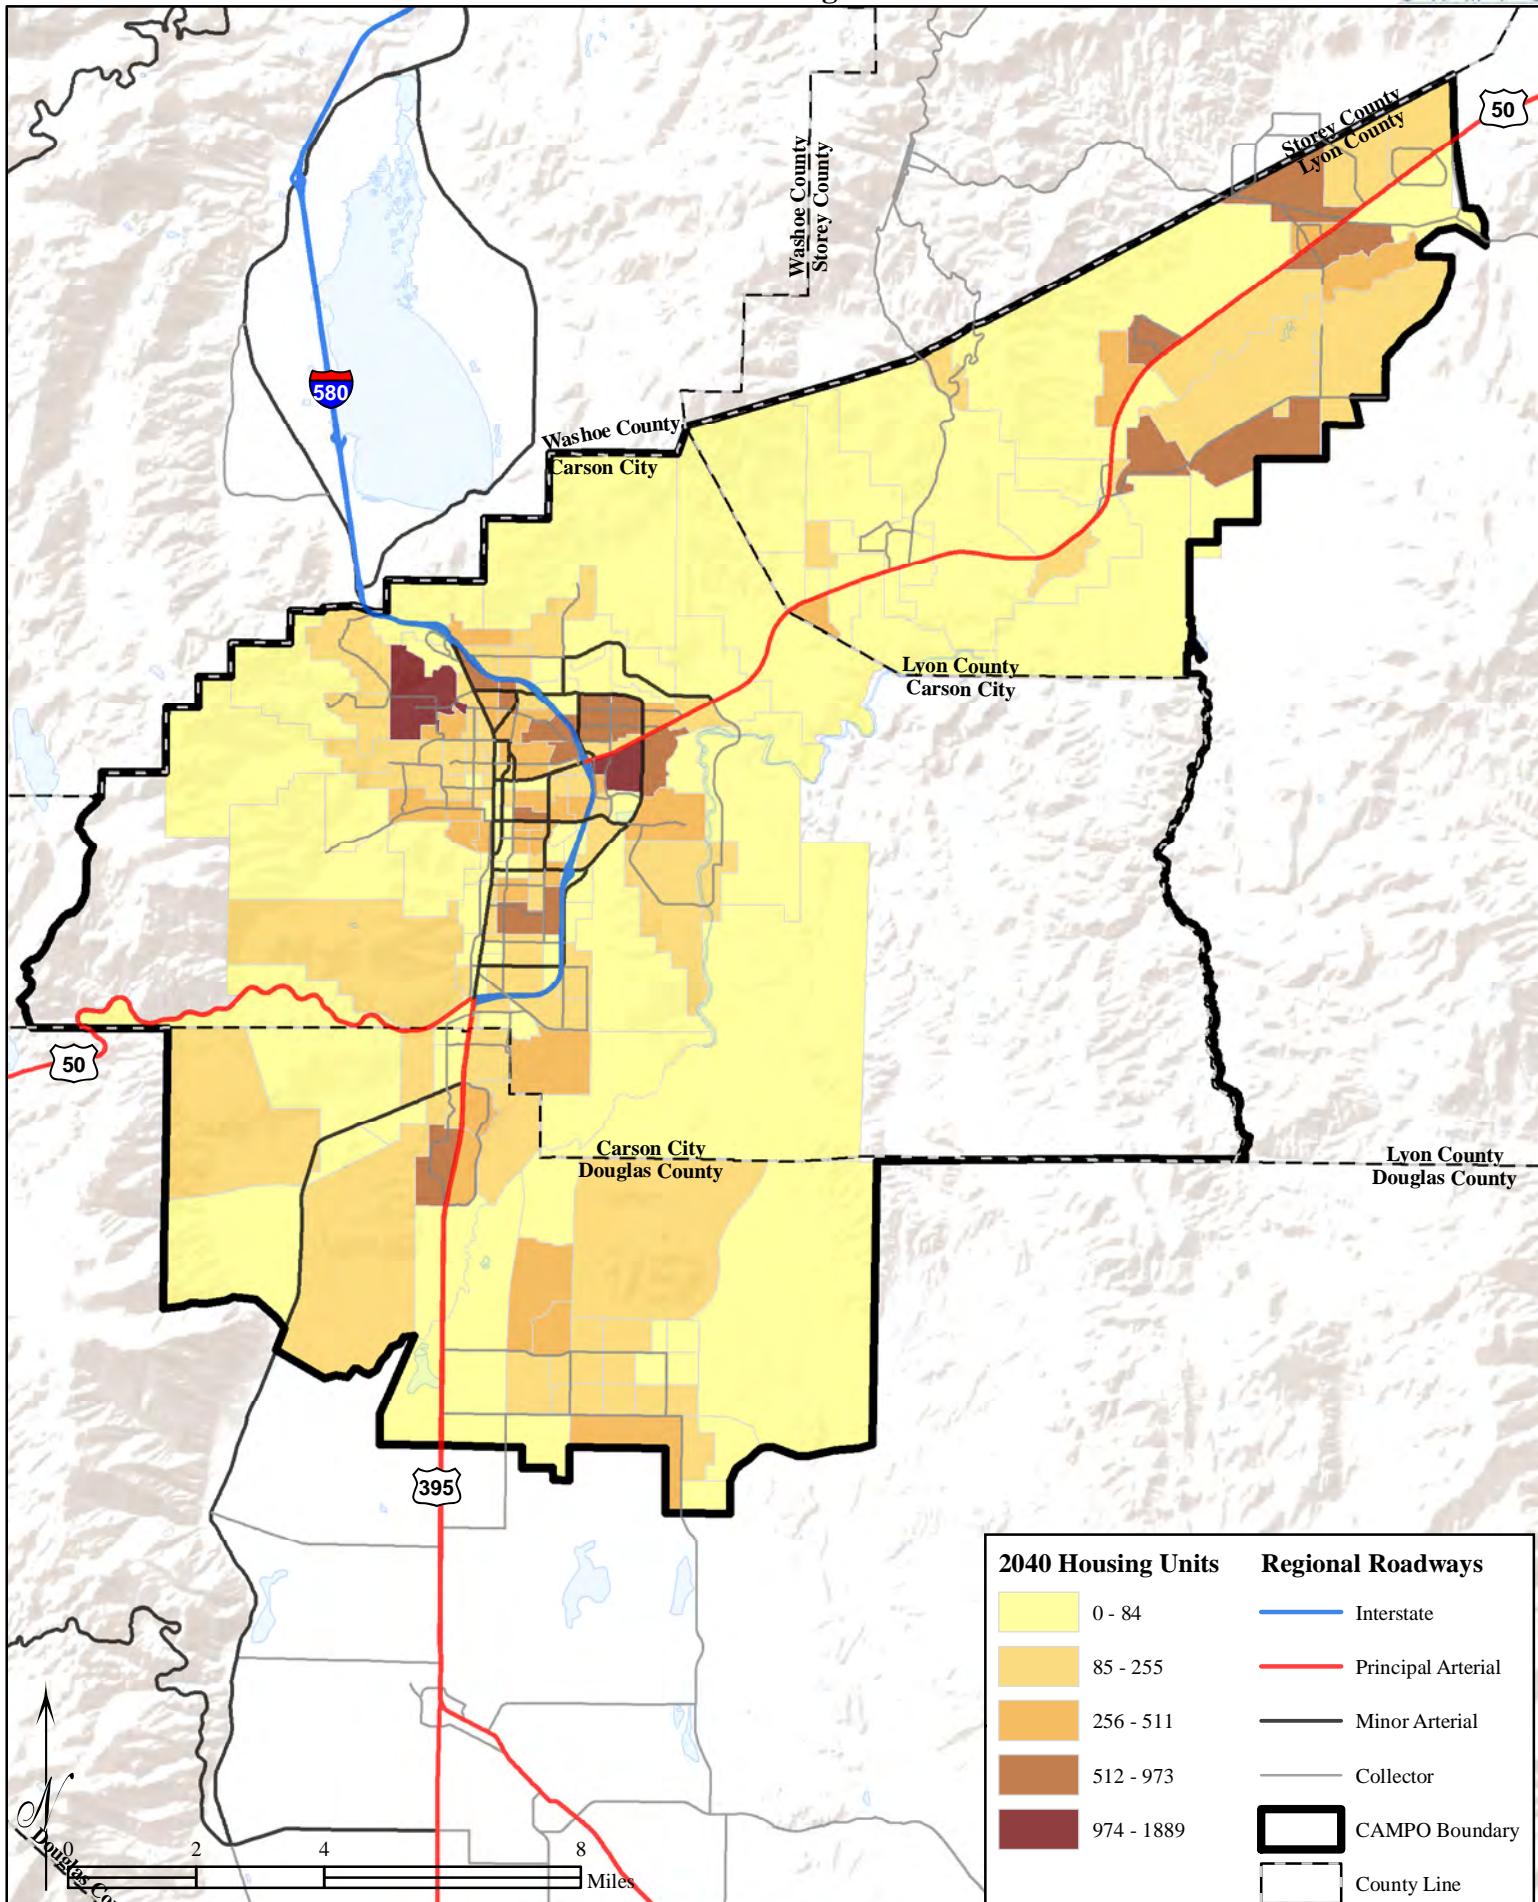 50
Storey County
Lyon County
Washoe County
Storey County
580
Washoe County
Carson City
Lyon County
Carson City
50
Carson City
Douglas County
Lyon County
Douglas County
395
2040 Housing Units
0 - 84
85 - 255
256 - 511
512 - 973
974 - 1889
Regional Roadways
Interstate
Principal Arterial
Minor Arterial
Collector
CAMPO Boundary
County Line
N
0 2 4 8
Miles
Douglas